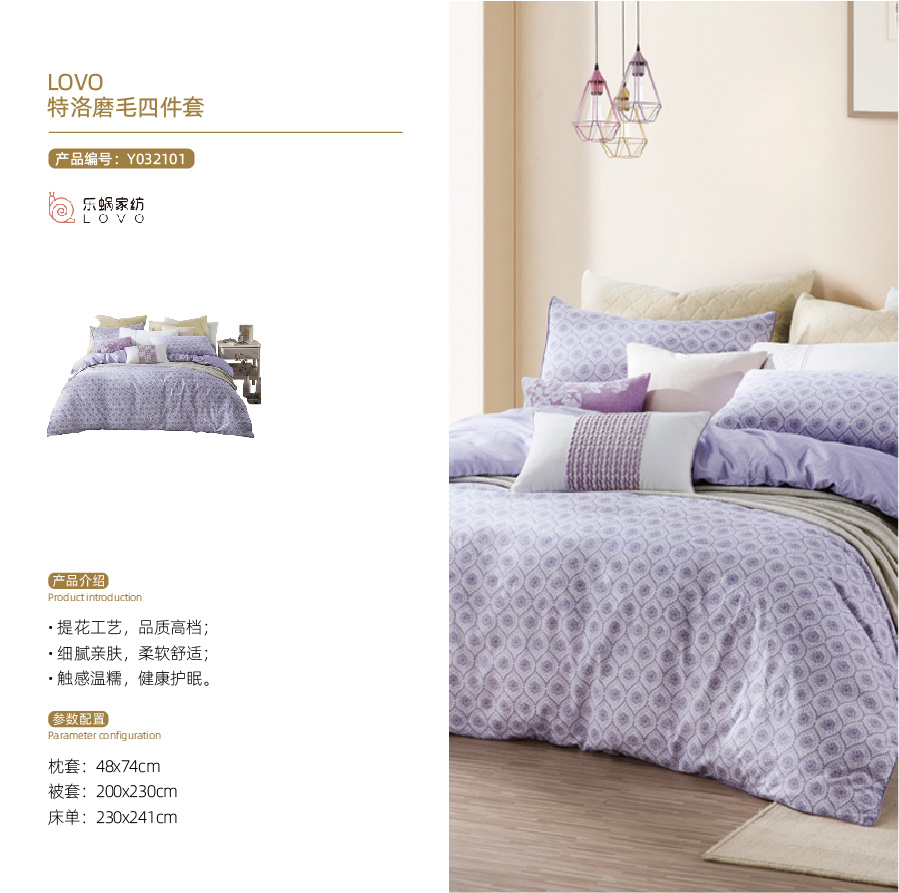 LOVO
特洛磨毛四件套
产品编号：Y032101
乐蜗家纺
LOVO
产品介绍
Product introduction
• 提花工艺，品质高档；
• 细腻亲肤，柔软舒适；
• 触感温糯，健康护眠。
参数配置
Parameter configuration
枕套：48x74cm
被套：200x230cm
床单：230x241cm